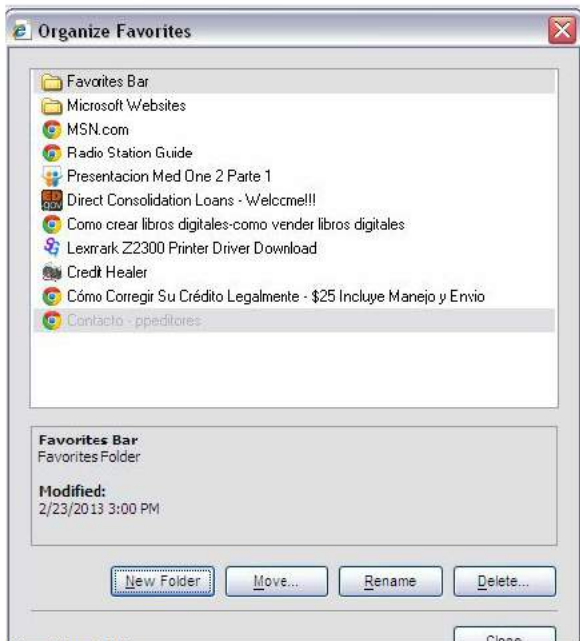 Organize Favorites
Favorites Bar
Microsoft Websites
MSN.com
Radio Station Guide
Presentacion Med One 2 Parte 1
Direct Consolidation Loans - Welcome!!!
Como crear libros digitales-como vender libros digitales
Lexmark Z2300 Printer Driver Download
Credit Healer
Cómo Corregir Su Crédito Legalmente - $25 Incluye Manejo y Envio
Contacto - ppeditores
Favorites Bar
Favorites Folder
Modified:
2/23/2013 3:00 PM
New Folder Move... Rename Delete...
Close